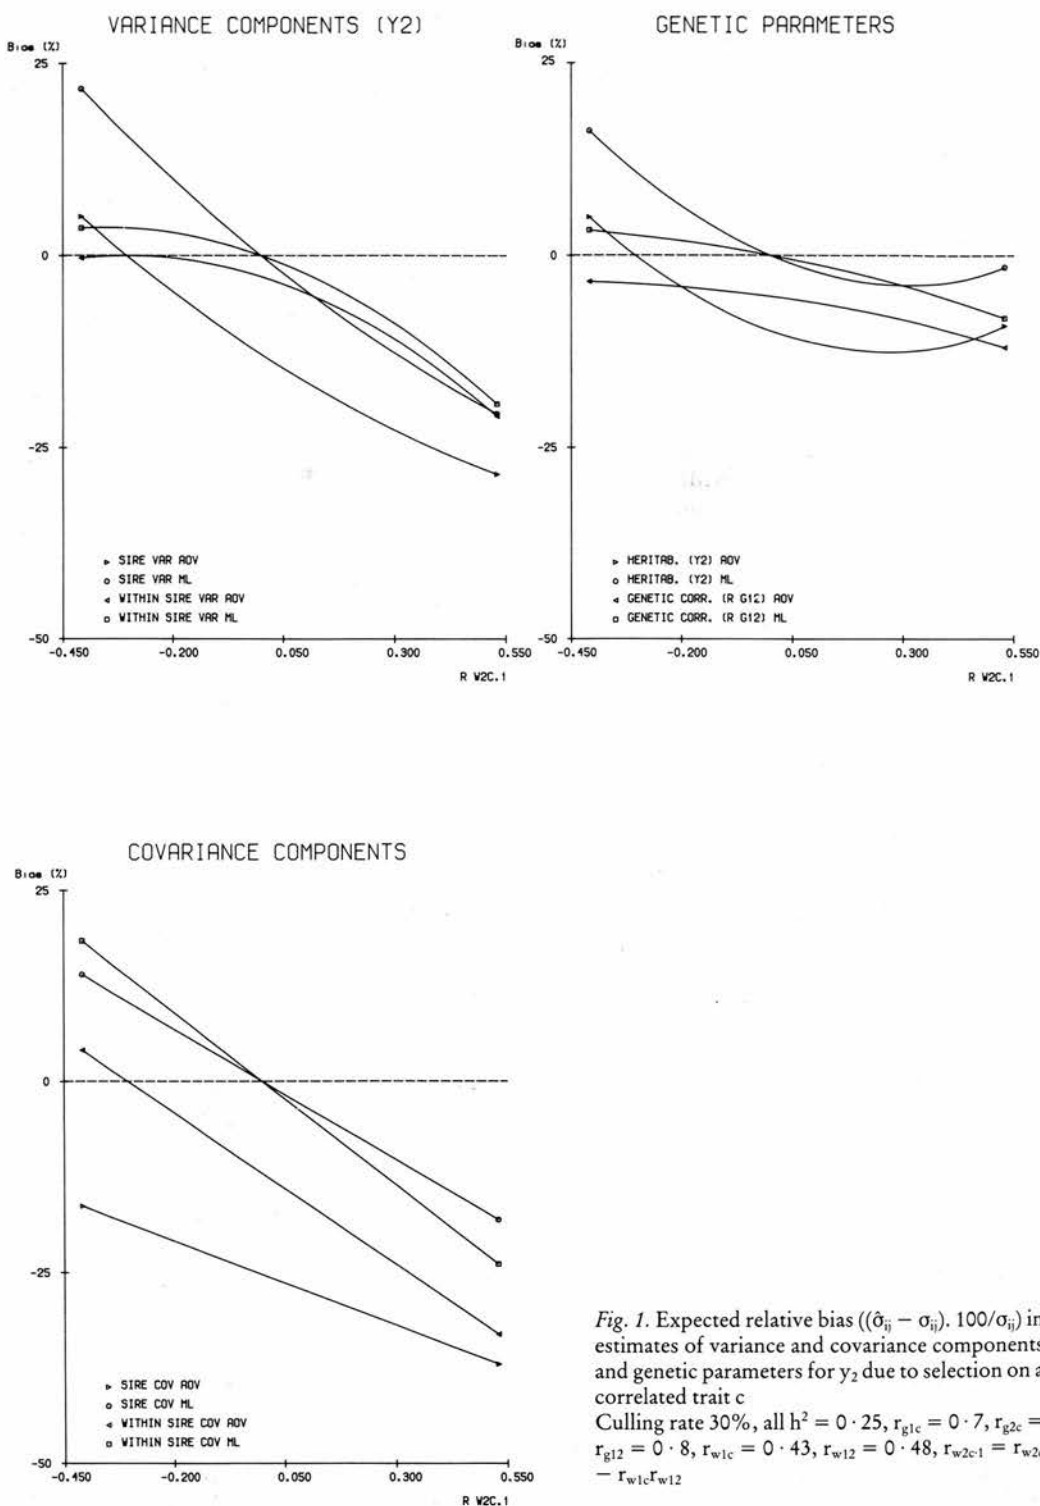 VARIANCE COMPONENTS (Y2)
Bias (%)
25
0
-25
-50
▹ SIRE VAR AOV
○ SIRE VAR ML
◃ WITHIN SIRE VAR AOV
□ WITHIN SIRE VAR ML
-0.450 -0.200 0.050 0.300 0.550
R W2C.1
GENETIC PARAMETERS
Bias (%)
25
0
-25
-50
▹ HERITAB. (Y2) AOV
○ HERITAB. (Y2) ML
◃ GENETIC CORR. (R G12) AOV
□ GENETIC CORR. (R G12) ML
-0.450 -0.200 0.050 0.300 0.550
R W2C.1
COVARIANCE COMPONENTS
Bias (%)
25
0
-25
-50
▹ SIRE COV AOV
○ SIRE COV ML
◃ WITHIN SIRE COV AOV
□ WITHIN SIRE COV ML
-0.450 -0.200 0.050 0.300 0.550
R W2C.1
Fig. 1. Expected relative bias ((σ̂ij − σij). 100/σij) in
estimates of variance and covariance components
and genetic parameters for y2 due to selection on a
correlated trait c
Culling rate 30%, all h² = 0·25, rg1c = 0·7, rg2c =
rg12 = 0·8, rw1c = 0·43, rw12 = 0·48, rw2c·1 =
− rw1crw12